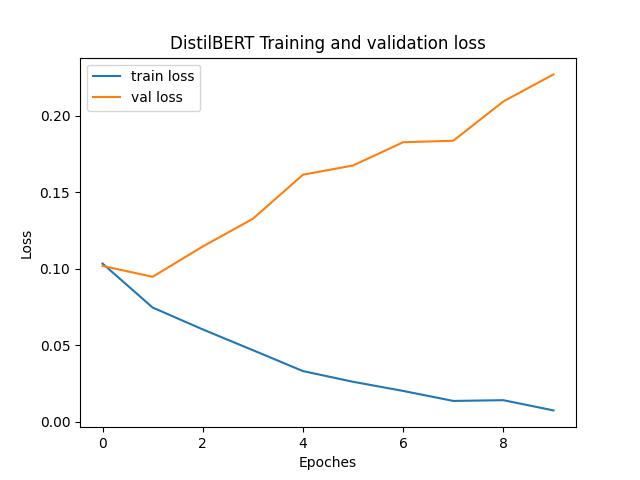 DistilBERT Training and validation loss
train loss
val loss
0.20
0.15
0.10
0.05
0.00
Loss
0 2 4 6 8
Epoches